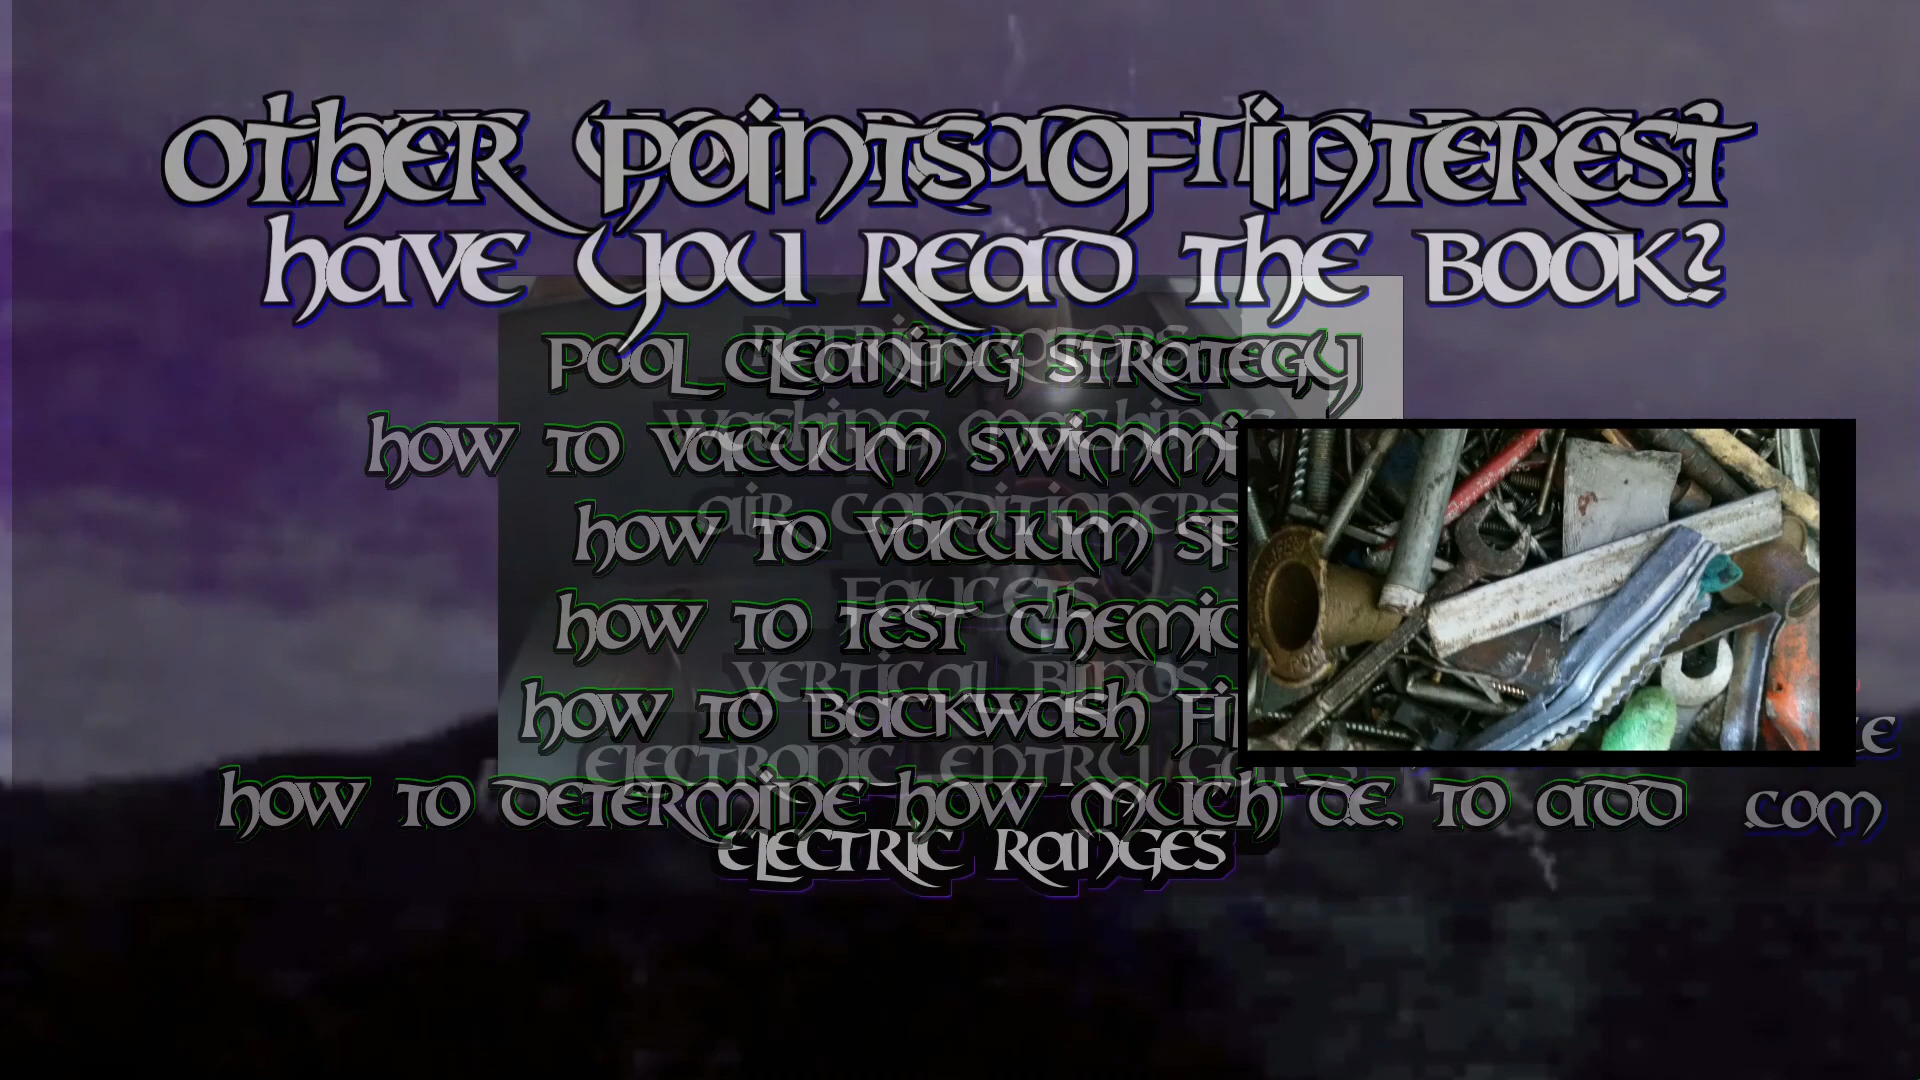 Other Points of Interest
Have you read the book?
Refrigerators
Pool Cleaning Strategy
Washing Machines
How to Vacuum Swimmi
Air Conditioners
How to Vacuum Sp
Faucets
How to Test Chemic
Vertical Blinds
How to Backwash Fi
Electronic Entry Gates
How to Determine How Much D.E. to Add
.com
Electric Ranges